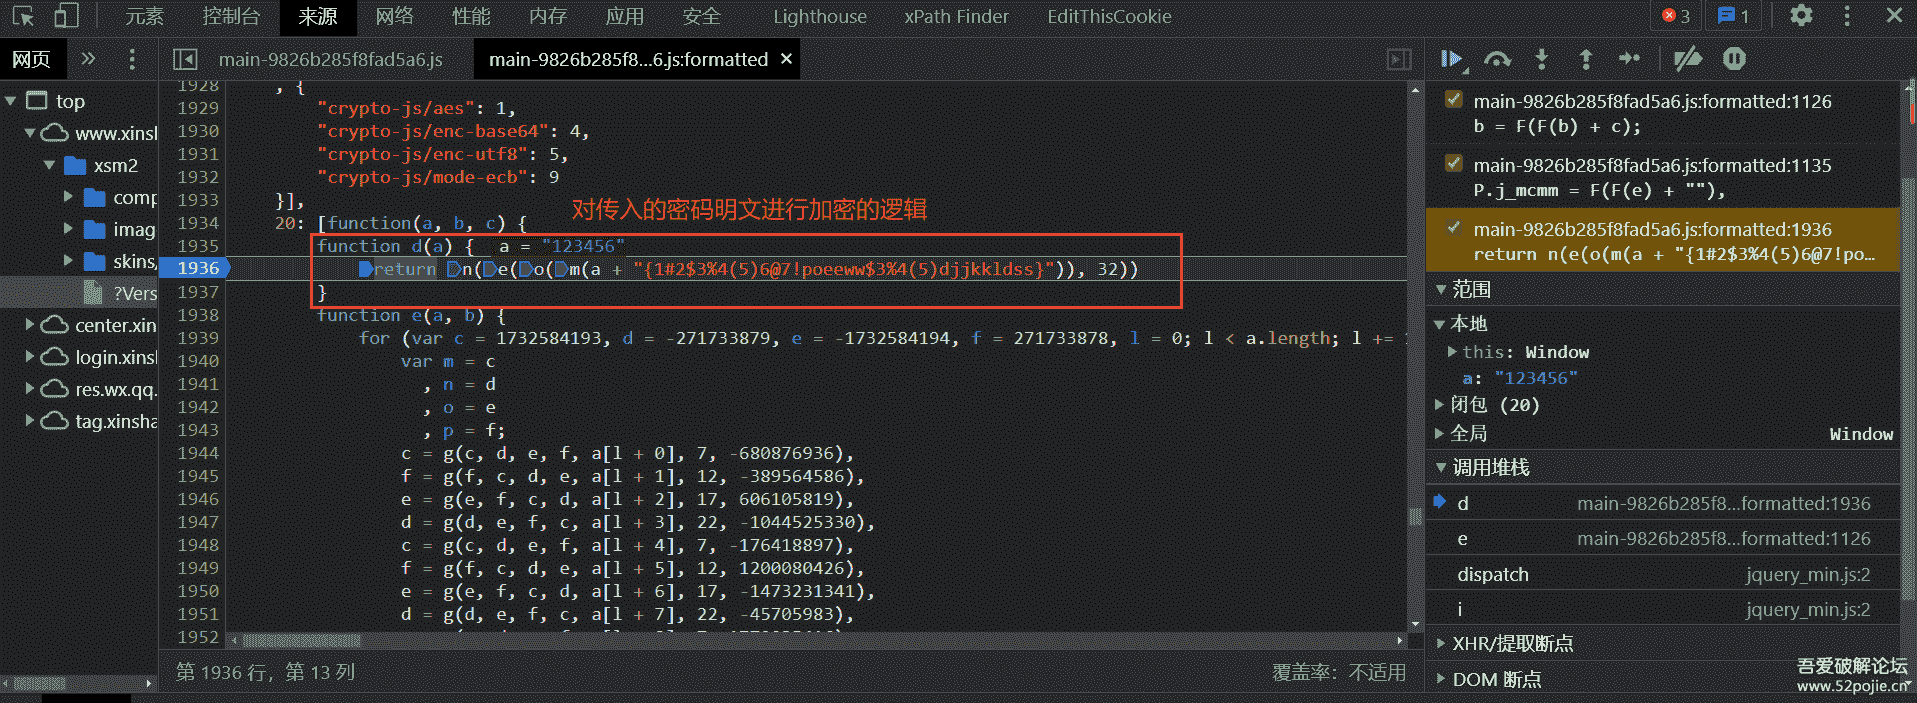 元素 控制台 来源 网络 性能 内存 应用 安全 Lighthouse xPath Finder EditThisCookie 3 1
网页 main-9826b285f8fad5a6.js main-9826b285f8...6.js:formatted
top
www.xinsl
xsm2
comp
imag
skins,
?Vers
center.xin
login.xinsl
res.wx.qq.
tag.xinsha
1928 , {
1929 "crypto-js/aes": 1,
1930 "crypto-js/enc-base64": 4,
1931 "crypto-js/enc-utf8": 5,
1932 "crypto-js/mode-ecb": 9
1933 }],
对传入的密码明文进行加密的逻辑
1934 20: [function(a, b, c) {
1935 function d(a) { a = "123456"
1936 return n(e(o(m(a + "{1#2$3%4(5)6@7!poeeww$3%4(5)djjkkldss}")), 32))
1937 }
1938 function e(a, b) {
1939 for (var c = 1732584193, d = -271733879, e = -1732584194, f = 271733878, l = 0; l < a.length; l +=
1940 var m = c
1941 , n = d
1942 , o = e
1943 , p = f;
1944 c = g(c, d, e, f, a[l + 0], 7, -680876936),
1945 f = g(f, c, d, e, a[l + 1], 12, -389564586),
1946 e = g(e, f, c, d, a[l + 2], 17, 606105819),
1947 d = g(d, e, f, c, a[l + 3], 22, -1044525330),
1948 c = g(c, d, e, f, a[l + 4], 7, -176418897),
1949 f = g(f, c, d, e, a[l + 5], 12, 1200080426),
1950 e = g(e, f, c, d, a[l + 6], 17, -1473231341),
1951 d = g(d, e, f, c, a[l + 7], 22, -45705983),
1952
第 1936 行，第 13 列 覆盖率：不适用
main-9826b285f8fad5a6.js:formatted:1126
b = F(F(b) + c);
main-9826b285f8fad5a6.js:formatted:1135
P.j_mcmm = F(F(e) + ""),
main-9826b285f8fad5a6.js:formatted:1936
return n(e(o(m(a + "{1#2$3%4(5)6@7!po...
范围
本地
this: Window
a: "123456"
闭包 (20)
全局 Window
调用堆栈
d main-9826b285f8...formatted:1936
e main-9826b285f8...formatted:1126
dispatch jquery_min.js:2
i jquery_min.js:2
XHR/提取断点
DOM 断点
吾爱破解论坛
www.52pojie.cn